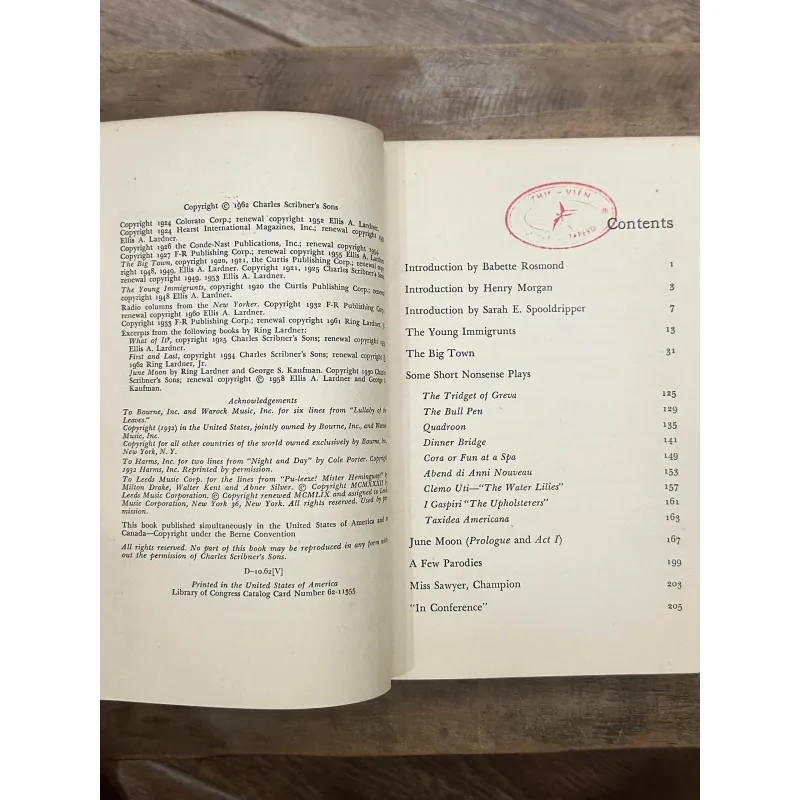 Copyright © 1962 Charles Scribner's Sons
Copyright 1924 Colorato Corp.; renewal copyright 1952 Ellis A. Lardner.
Copyright 1924 Hearst International Magazines, Inc.; renewal copyright
Ellis A. Lardner.
Copyright 1926 the Conde-Nast Publications, Inc.; renewal copyright 1954
Copyright 1927 F-R Publishing Corp.; renewal copyright 1955 Ellis A.
The Big Town, copyright 1920, 1921, the Curtis Publishing Corp.; renewal
right 1948, 1949, Ellis A. Lardner. Copyright 1921, 1925 Charles Scribner's
renewal copyright 1949, 1953 Ellis A. Lardner.
The Young Immigrunts, copyright 1920 the Curtis Publishing Corp.; renewal
copyright 1948 Ellis A. Lardner.
Radio columns from the New Yorker. Copyright 1932 F-R Publishing Corp.
renewal copyright 1960 Ellis A. Lardner.
Copyright 1933 F-R Publishing Corp.; renewal copyright 1961 Ring Lardner,
Excerpts from the following books by Ring Lardner:
What of It?, copyright 1925 Charles Scribner's Sons; renewal copyright
Ellis A. Lardner.
First and Last, copyright 1934 Charles Scribner's Sons; renewal copyright
1962 Ring Lardner, Jr.
June Moon by Ring Lardner and George S. Kaufman. Copyright 1930 Charles
Scribner's Sons; renewal copyright © 1958 Ellis A. Lardner and George
Kaufman.
Acknowledgements
To Bourne, Inc. and Warock Music, Inc. for six lines from "Lullaby of the
Leaves."
Copyright (1932) in the United States, jointly owned by Bourne, Inc., and
Music, Inc.
Copyright for all other countries of the world owned exclusively by Bourne,
New York, N. Y.
To Harms, Inc. for two lines from "Night and Day" by Cole Porter.
1932 Harms, Inc. Reprinted by permission.
To Leeds Music Corp. for the lines from "Pu-leeze! Mister Hemingway"
Milton Drake, Walter Kent and Abner Silver. © Copyright MCMXXXII
Leeds Music Corporation. © Copyright renewed MCMLIX and assigned to
Music Corporation, New York 36, New York. All rights reserved. Used by
mission.
This book published simultaneously in the United States of America and
Canada—Copyright under the Berne Convention
All rights reserved. No part of this book may be reproduced in any form
out the permission of Charles Scribner's Sons.
D-10.62[V]
Printed in the United States of America
Library of Congress Catalog Card Number 62-11355
THƯ – VIỆN
Contents
Introduction by Babette Rosmond 1
Introduction by Henry Morgan 3
Introduction by Sarah E. Spooldripper 7
The Young Immigrunts 13
The Big Town 31
Some Short Nonsense Plays
The Tridget of Greva 125
The Bull Pen 129
Quadroon 135
Dinner Bridge 141
Cora or Fun at a Spa 149
Abend di Anni Nouveau 153
Clemo Uti—"The Water Lilies" 157
I Gaspiri "The Upholsterers" 161
Taxidea Americana 163
June Moon (Prologue and Act I) 167
A Few Parodies 199
Miss Sawyer, Champion 203
"In Conference" 205